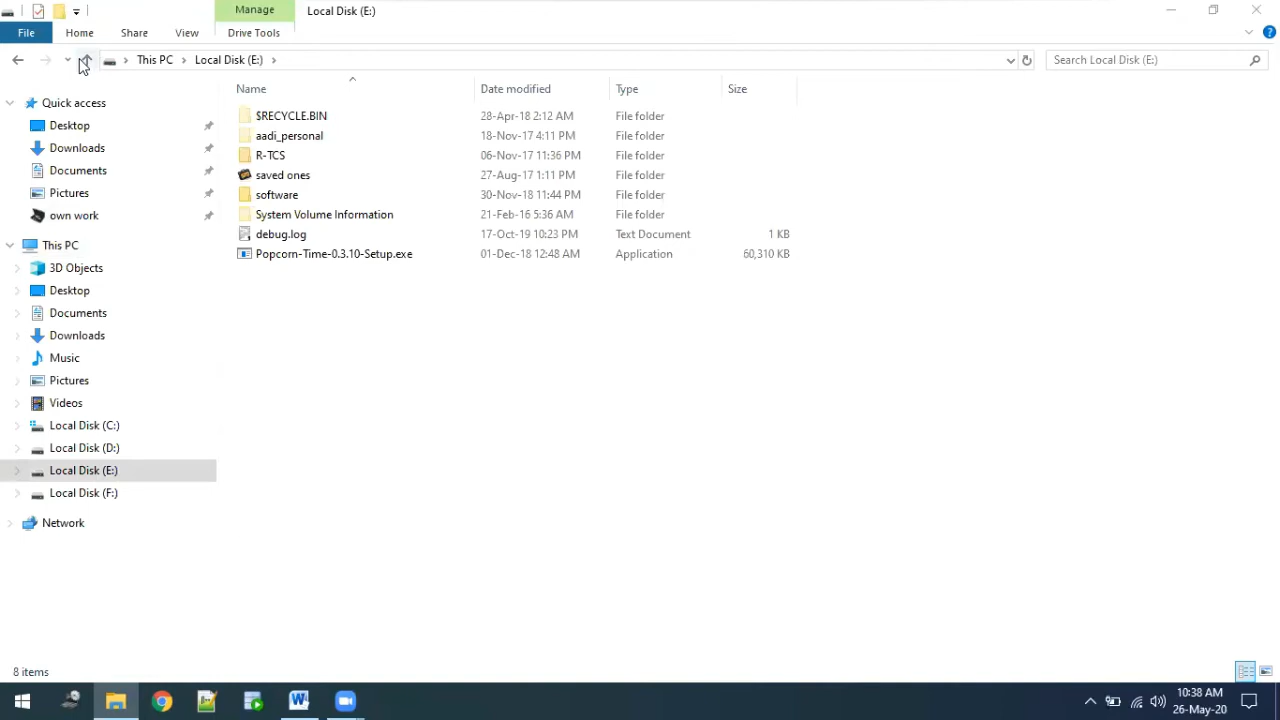 Manage
Local Disk (E:)
File
Home
Share
View
Drive Tools
This PC
Local Disk (E:)
Search Local Disk (E:)
Name
Date modified
Type
Size
Quick access
Desktop
Downloads
Documents
Pictures
own work
This PC
3D Objects
Desktop
Documents
Downloads
Music
Pictures
Videos
Local Disk (C:)
Local Disk (D:)
Local Disk (E:)
Local Disk (F:)
Network
$RECYCLE.BIN 28-Apr-18 2:12 AM File folder
aadi_personal 18-Nov-17 4:11 PM File folder
R-TCS 06-Nov-17 11:36 PM File folder
saved ones 27-Aug-17 1:11 PM File folder
software 30-Nov-18 11:44 PM File folder
System Volume Information 21-Feb-16 5:36 AM File folder
debug.log 17-Oct-19 10:23 PM Text Document 1 KB
Popcorn-Time-0.3.10-Setup.exe 01-Dec-18 12:48 AM Application 60,310 KB
8 items
10:38 AM
26-May-20